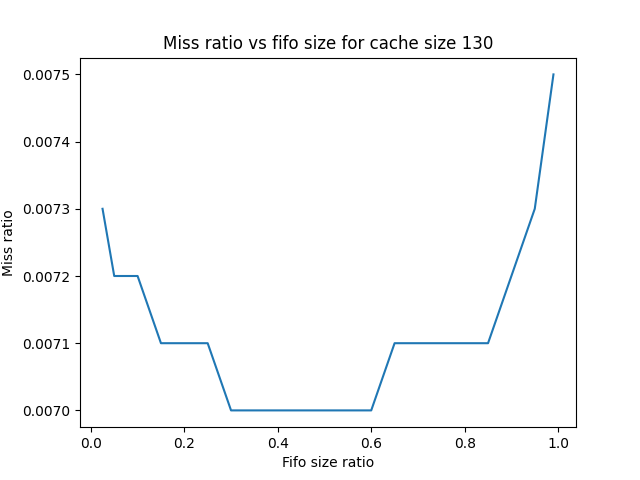 Miss ratio vs fifo size for cache size 130
0.0075
0.0074
0.0073
0.0072
0.0071
0.0070
Miss ratio
0.0 0.2 0.4 0.6 0.8 1.0
Fifo size ratio